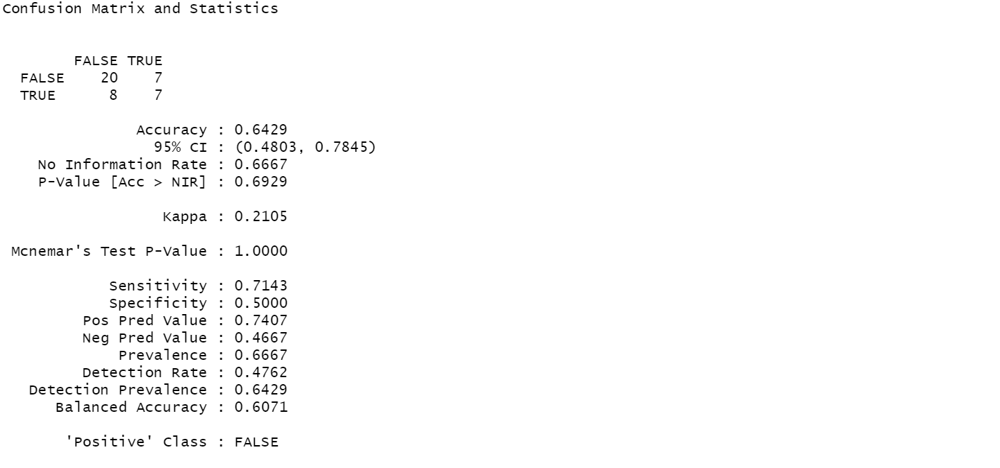 Confusion Matrix and Statistics
FALSE TRUE
FALSE 20 7
TRUE 8 7
Accuracy : 0.6429
95% CI : (0.4803, 0.7845)
No Information Rate : 0.6667
P-Value [Acc > NIR] : 0.6929
Kappa : 0.2105
Mcnemar's Test P-Value : 1.0000
Sensitivity : 0.7143
Specificity : 0.5000
Pos Pred Value : 0.7407
Neg Pred Value : 0.4667
Prevalence : 0.6667
Detection Rate : 0.4762
Detection Prevalence : 0.6429
Balanced Accuracy : 0.6071
'Positive' Class : FALSE